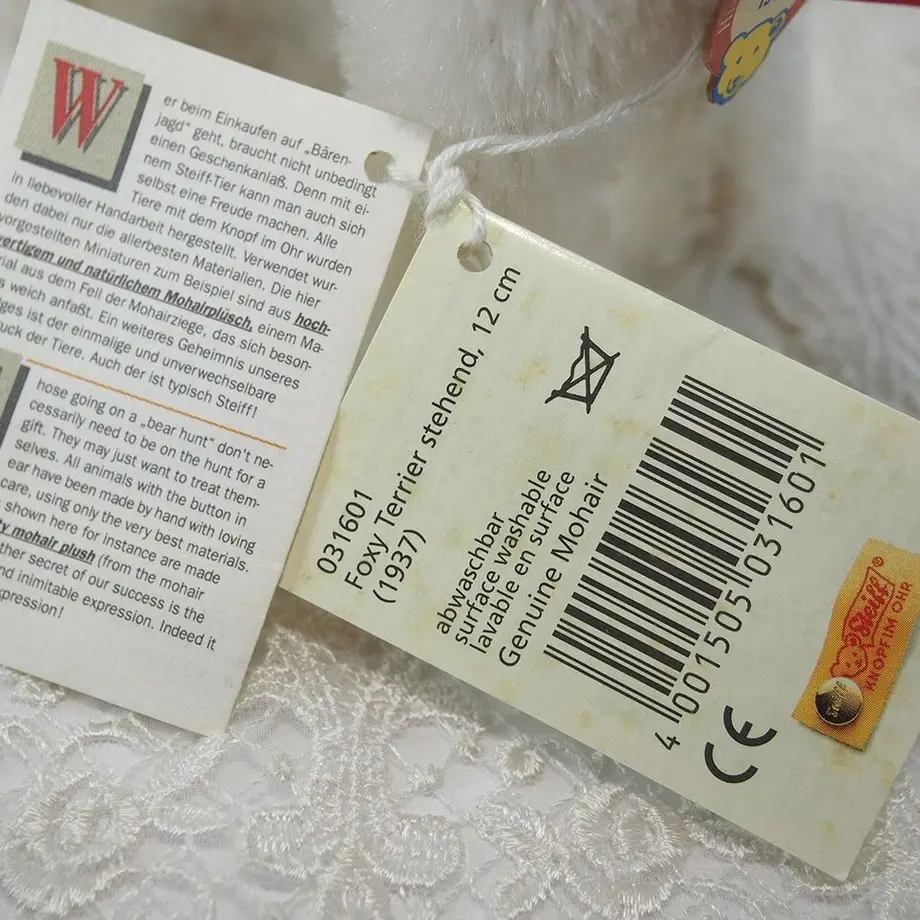 W
er beim Einkaufen auf „Bären-
jagd" geht, braucht nicht unbedingt
einen Geschenkanlaß. Denn mit ei-
nem Steiff-Tier kann man auch sich
selbst eine Freude machen. Alle
Tiere mit dem Knopf im Ohr wurden
in liebevoller Handarbeit hergestellt. Verwendet wur-
den dabei nur die allerbesten Materialien. Die hier
vorgestellten Miniaturen zum Beispiel sind aus hoch-
wertigem und natürlichem Mohairplüsch, einem Ma-
rial aus dem Fell der Mohairziege, das sich beson-
s weich anfaßt. Ein weiteres Geheimnis unseres
lges ist der einmalige und unverwechselbare
ruck der Tiere. Auch der ist typisch Steiff!
hose going on a „bear hunt" don't ne-
cessarily need to be on the hunt for a
gift. They may just want to treat them-
selves. All animals with the button in
ear have been made by hand with loving
care, using only the very best materials.
shown here for instance are made
ty mohair plush (from the mohair
ther secret of our success is the
nd inimitable expression. Indeed it
xpression!
031601
Foxy Terrier stehend, 12 cm
(1937)
abwaschbar
surface washable
lavable en surface
Genuine Mohair
4 001505 031601
CE
Steiff ®
KNOPF IM OHR
Steiff